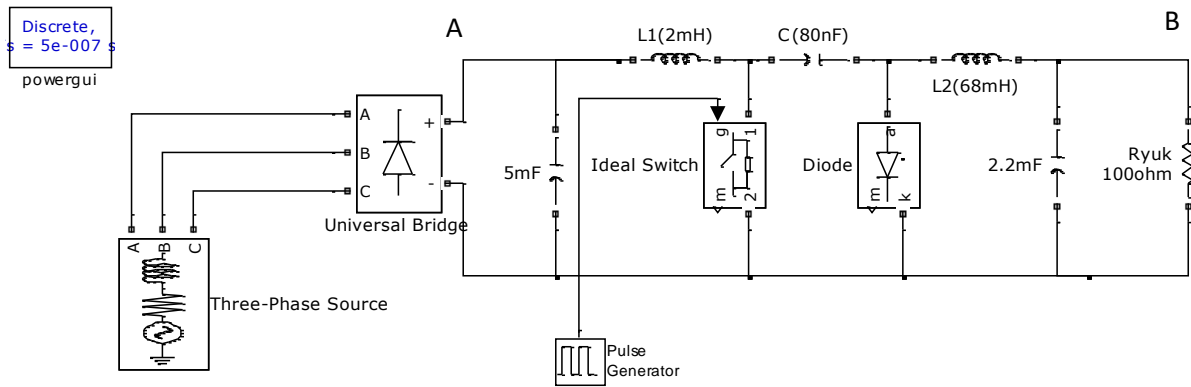 Discrete,
s = 5e-007 s
powergui
A
B
L1(2mH)
C(80nF)
L2(68mH)
A
B
C
+
-
Universal Bridge
5mF
g
1
m
2
Ideal Switch
a
m
k
Diode
2.2mF
Ryuk
100ohm
A
B
C
Three-Phase Source
Pulse
Generator